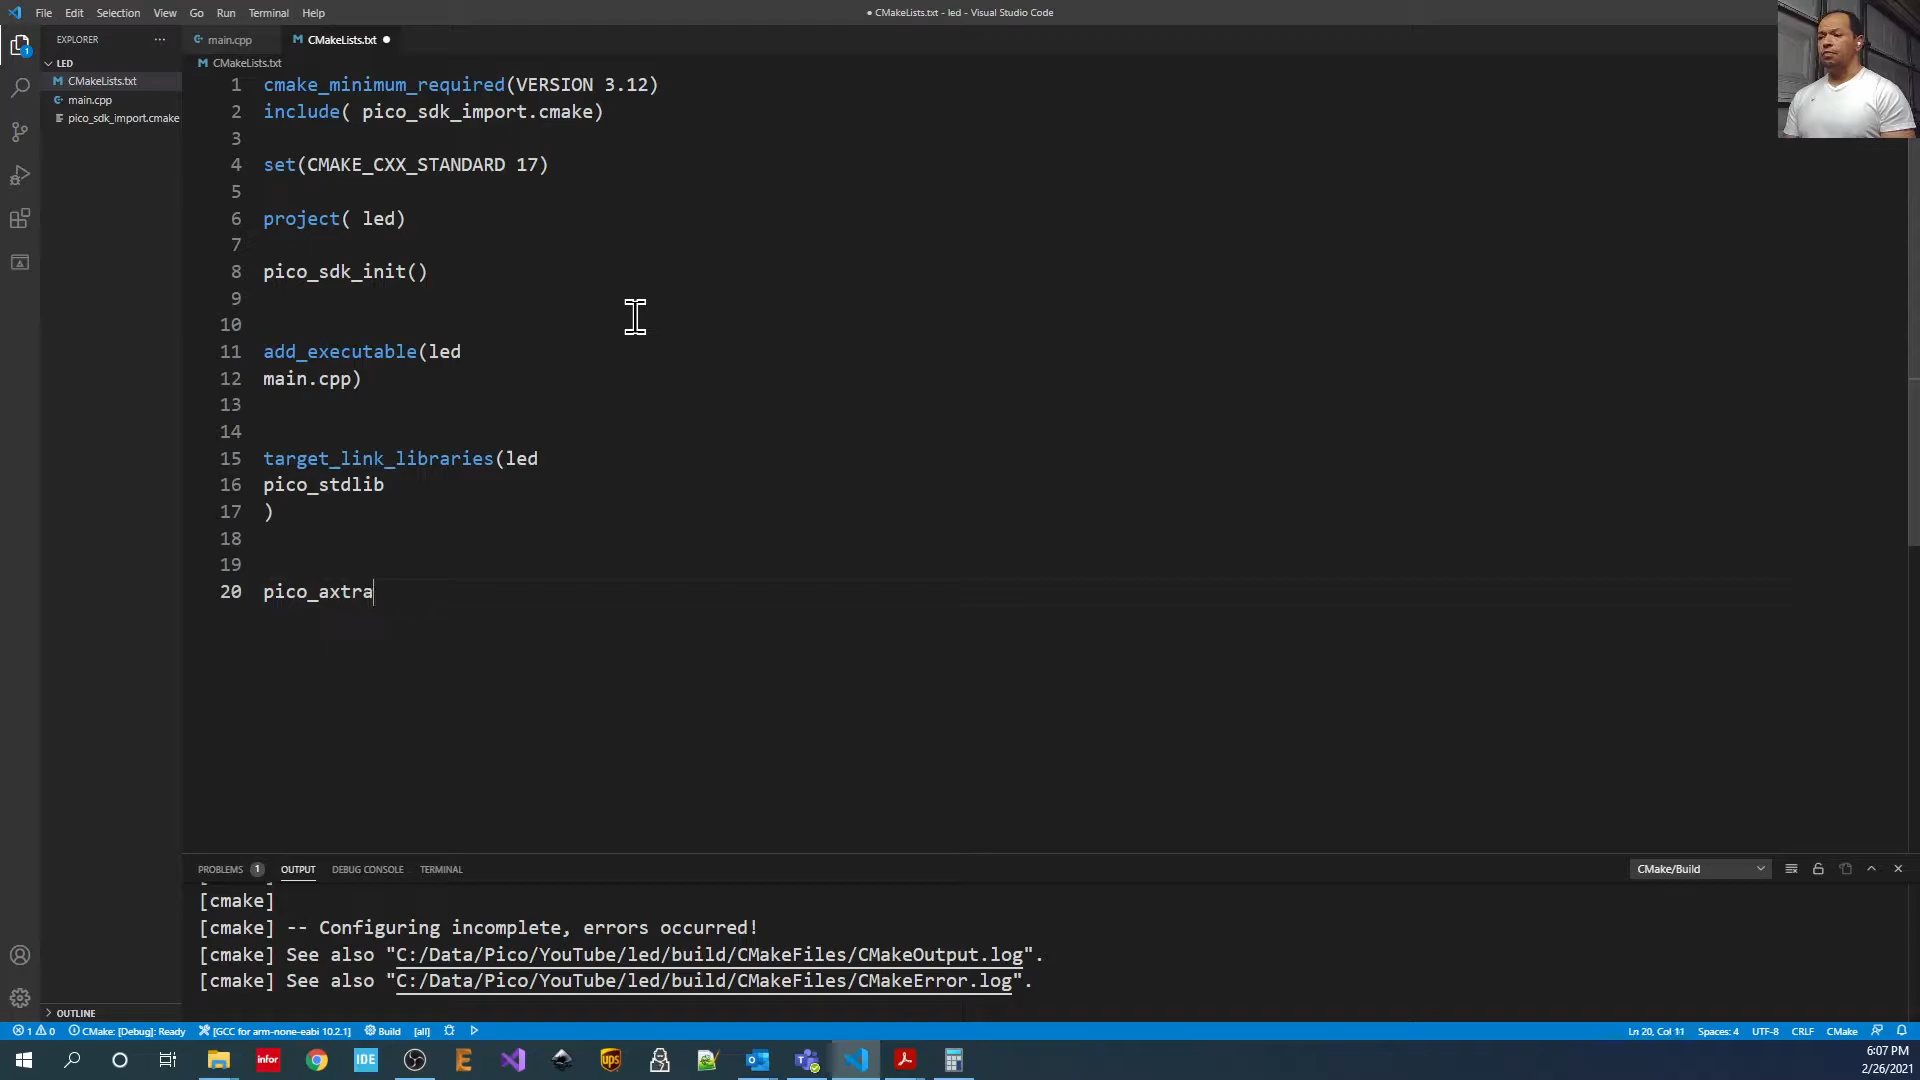 File Edit Selection View Go Run Terminal Help
● CMakeLists.txt - led - Visual Studio Code
EXPLORER ···
main.cpp
CMakeLists.txt ●
LED
CMakeLists.txt
main.cpp
pico_sdk_import.cmake
CMakeLists.txt
1 cmake_minimum_required(VERSION 3.12)
2 include( pico_sdk_import.cmake)
3
4 set(CMAKE_CXX_STANDARD 17)
5
6 project( led)
7
8 pico_sdk_init()
9
10
11 add_executable(led
12 main.cpp)
13
14
15 target_link_libraries(led
16 pico_stdlib
17 )
18
19
20 pico_axtra
1
PROBLEMS 1 OUTPUT DEBUG CONSOLE TERMINAL
CMake/Build
[cmake]
[cmake] -- Configuring incomplete, errors occurred!
[cmake] See also "C:/Data/Pico/YouTube/led/build/CMakeFiles/CMakeOutput.log".
[cmake] See also "C:/Data/Pico/YouTube/led/build/CMakeFiles/CMakeError.log".
OUTLINE
1 0 CMake: [Debug]: Ready [GCC for arm-none-eabi 10.2.1] Build [all]
Ln 20, Col 11 Spaces: 4 UTF-8 CRLF CMake
infor
IDE
ups
6:07 PM
2/26/2021